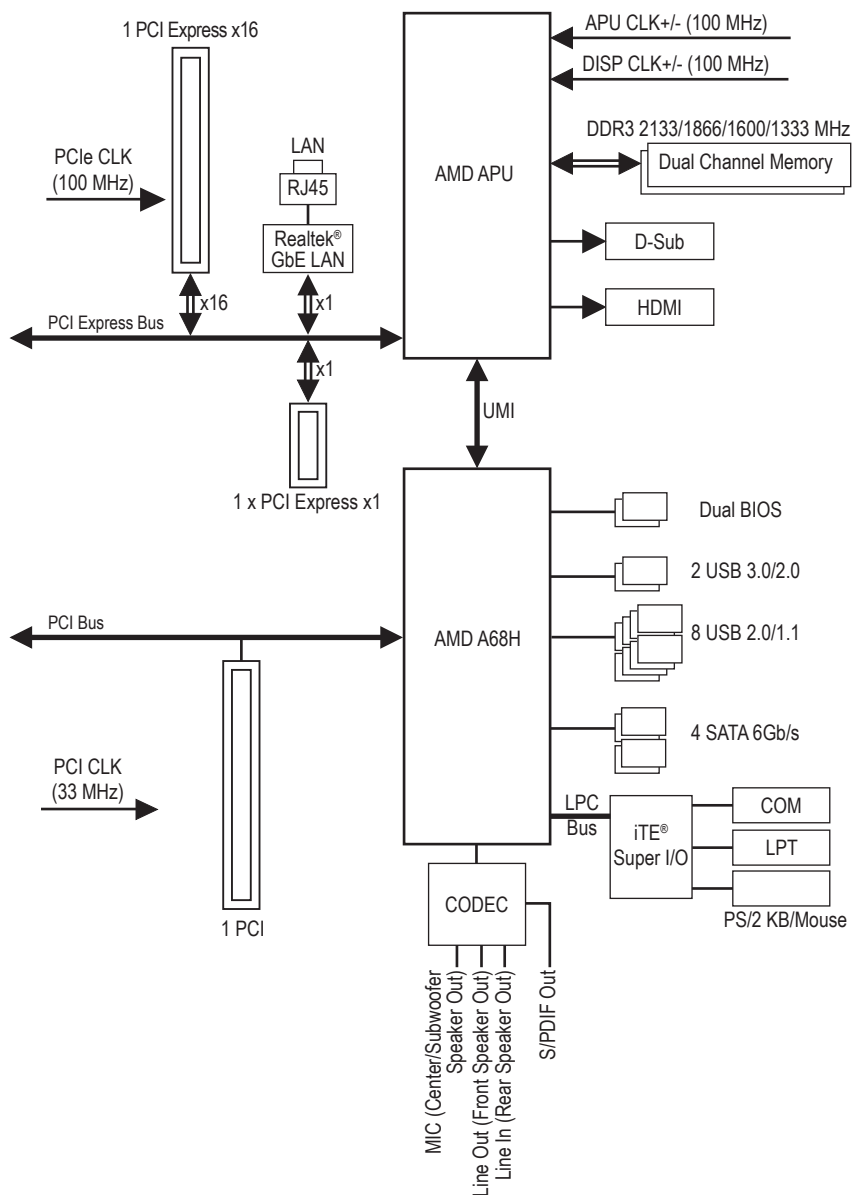 1 PCI Express x16
APU CLK+/- (100 MHz)
DISP CLK+/- (100 MHz)
DDR3 2133/1866/1600/1333 MHz
Dual Channel Memory
PCIe CLK
(100 MHz)
LAN
RJ45
Realtek®
GbE LAN
AMD APU
D-Sub
HDMI
x16
x1
PCI Express Bus
x1
UMI
1 x PCI Express x1
Dual BIOS
2 USB 3.0/2.0
8 USB 2.0/1.1
PCI Bus
AMD A68H
4 SATA 6Gb/s
PCI CLK
(33 MHz)
LPC
Bus
iTE®
Super I/O
COM
LPT
PS/2 KB/Mouse
1 PCI
CODEC
MIC (Center/Subwoofer
Speaker Out)
Line Out (Front Speaker Out)
Line In (Rear Speaker Out)
S/PDIF Out